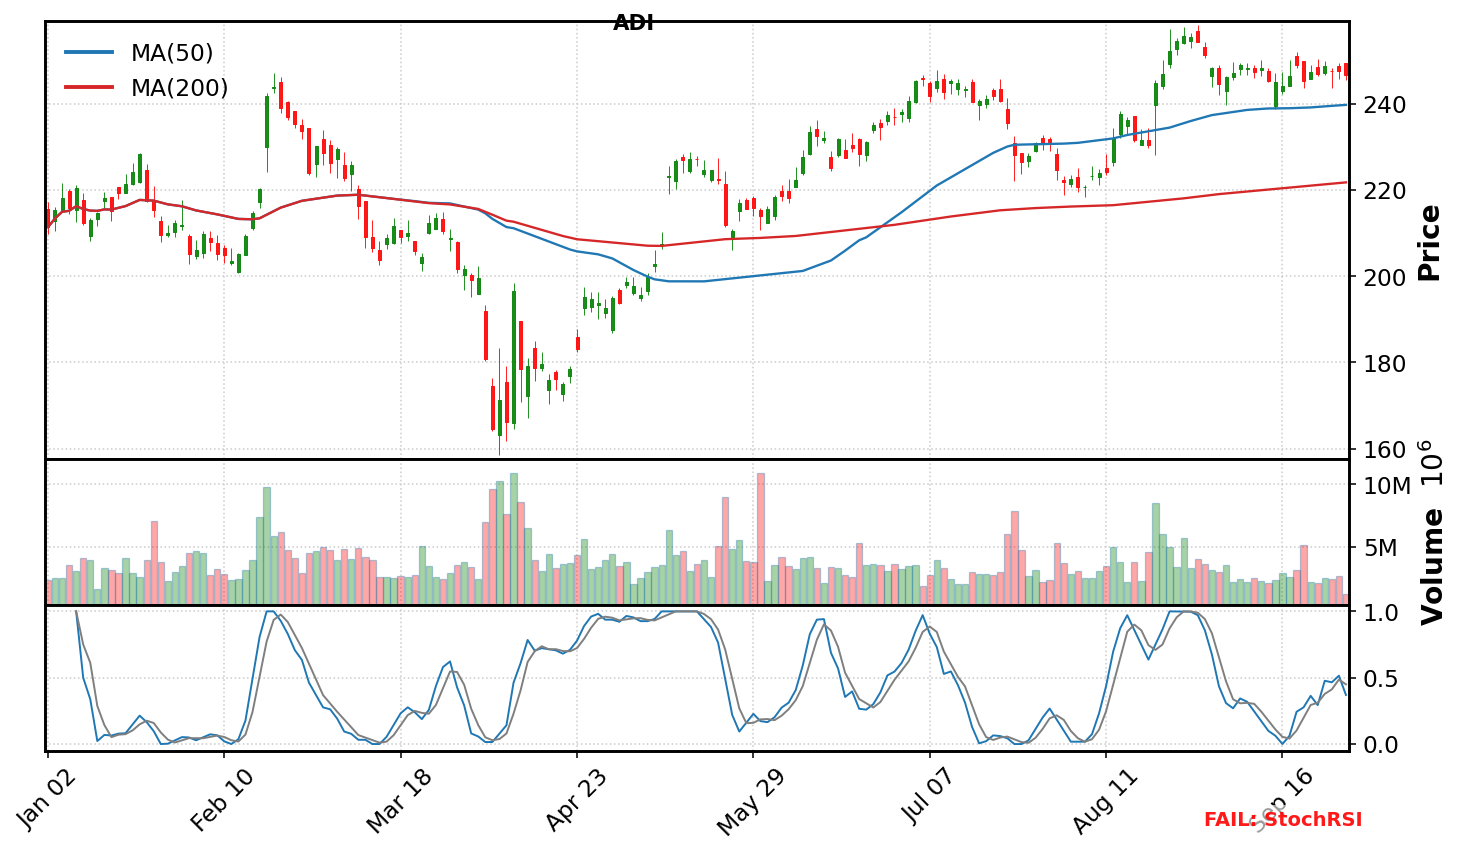 ADI
MA(50)
MA(200)
240
220
200
180
160
Price
10^6
10M
5M
Volume
1.0
0.5
0.0
Jan 02
Feb 10
Mar 18
Apr 23
May 29
Jul 07
Aug 11
Sep 16
FAIL: StochRSI